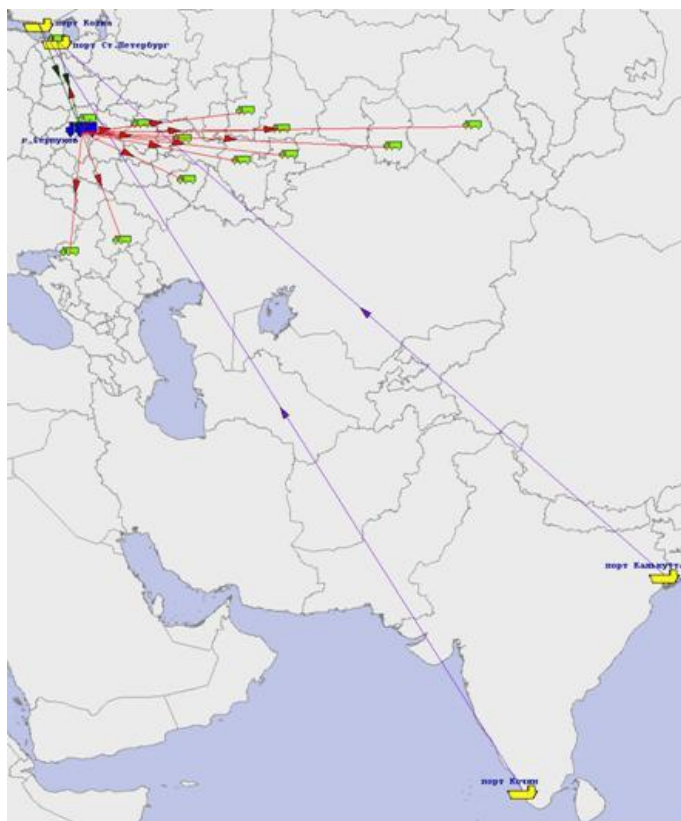 порт Котка
порт Ст.Петербург
г.Серпухов
порт Калькутта
порт Кочин